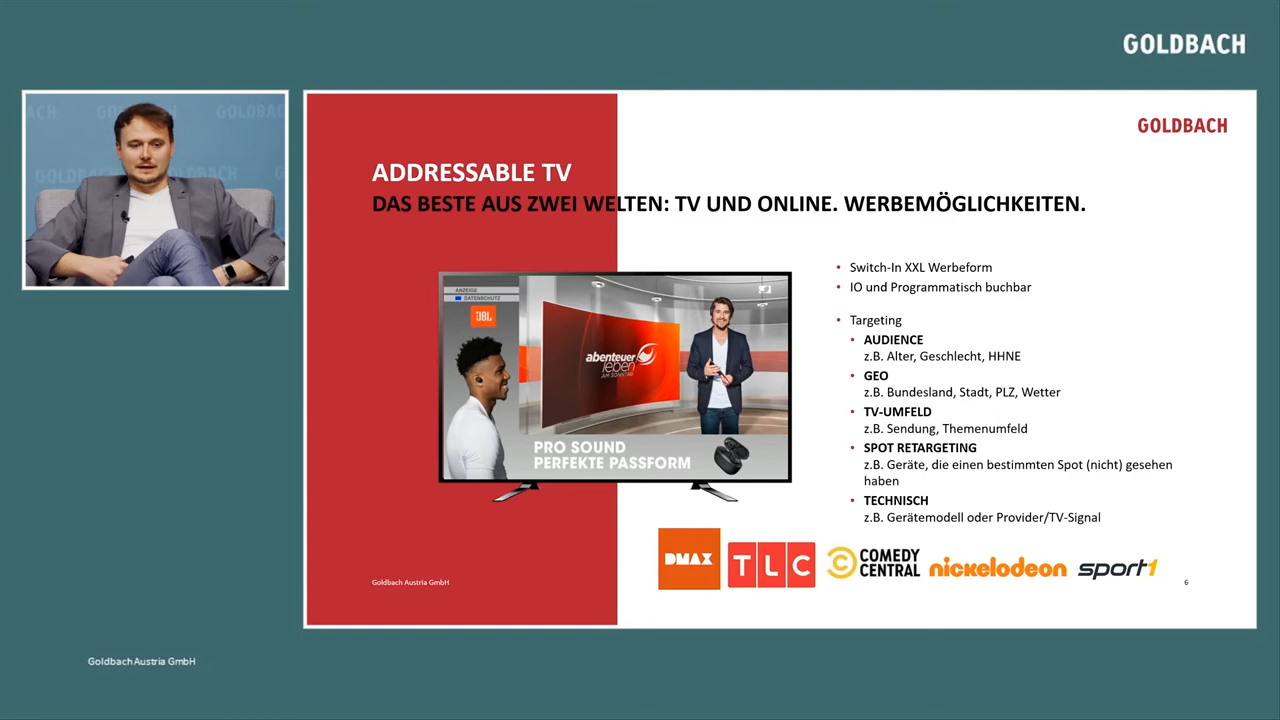 GOLDBACH
GOLDBACH
GOLDBACH
ADDRESSABLE TV
DAS BESTE AUS ZWEI WELTEN: TV UND ONLINE. WERBEMÖGLICHKEITEN.
ANZEIGE
DATENSCHUTZ
JBL
abenteuer
leben
AM SONNTAG
PRO SOUND
PERFEKTE PASSFORM
• Switch-In XXL Werbeform
• IO und Programmatisch buchbar
• Targeting
• AUDIENCE
z.B. Alter, Geschlecht, HHNE
• GEO
z.B. Bundesland, Stadt, PLZ, Wetter
• TV-UMFELD
z.B. Sendung, Themenumfeld
• SPOT RETARGETING
z.B. Geräte, die einen bestimmten Spot (nicht) gesehen
haben
• TECHNISCH
z.B. Gerätemodell oder Provider/TV-Signal
DMAX
TLC
COMEDY
CENTRAL
nickelodeon
sport1
Goldbach Austria GmbH
6
Goldbach Austria GmbH